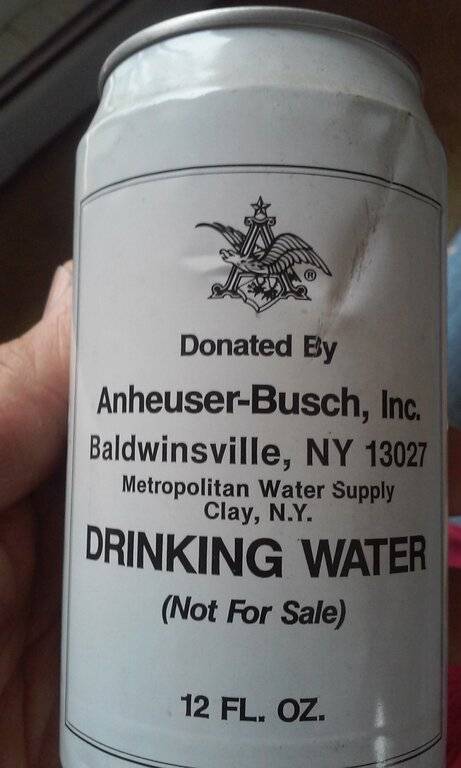 ®
Donated By
Anheuser-Busch, Inc.
Baldwinsville, NY 13027
Metropolitan Water Supply
Clay, N.Y.
DRINKING WATER
(Not For Sale)
12 FL. OZ.